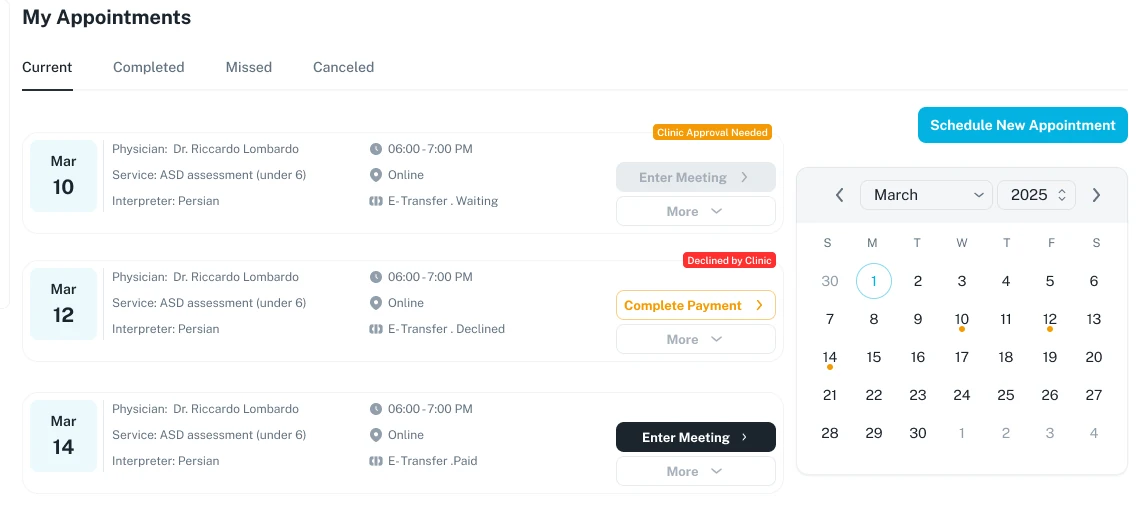 My Appointments
Current Completed Missed Canceled
Schedule New Appointment
Clinic Approval Needed
Mar
10
Physician: Dr. Riccardo Lombardo
Service: ASD assessment (under 6)
Interpreter: Persian
06:00 - 7:00 PM
Online
E- Transfer . Waiting
Enter Meeting
More
Declined by Clinic
Mar
12
Physician: Dr. Riccardo Lombardo
Service: ASD assessment (under 6)
Interpreter: Persian
06:00 - 7:00 PM
Online
E- Transfer . Declined
Complete Payment
More
Mar
14
Physician: Dr. Riccardo Lombardo
Service: ASD assessment (under 6)
Interpreter: Persian
06:00 - 7:00 PM
Online
E- Transfer .Paid
Enter Meeting
More
March 2025
S M T W T F S
30 1 2 3 4 5 6
7 8 9 10 11 12 13
14 15 16 17 18 19 20
21 22 23 24 25 26 27
28 29 30 1 2 3 4